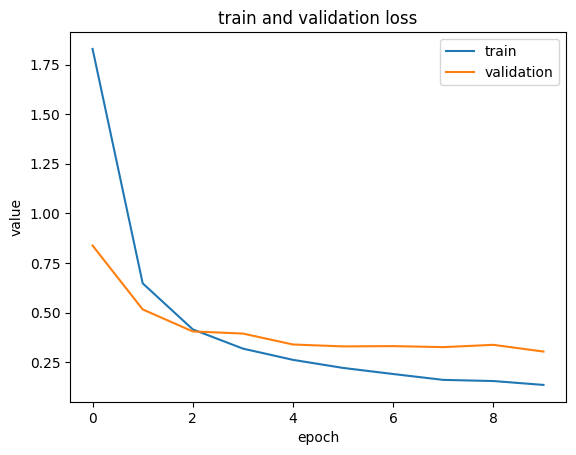 train and validation loss
train
validation
1.75
1.50
1.25
1.00
0.75
0.50
0.25
value
0
2
4
6
8
epoch